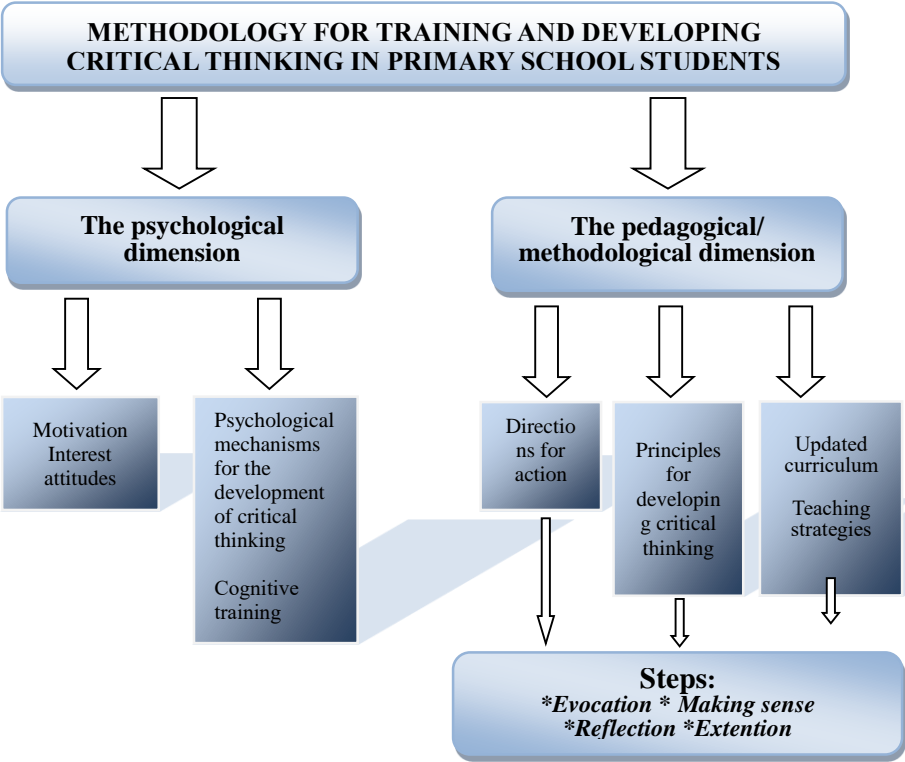 METHODOLOGY FOR TRAINING AND DEVELOPING
CRITICAL THINKING IN PRIMARY SCHOOL STUDENTS
The psychological
dimension
The pedagogical/
methodological dimension
Motivation
Interest
attitudes
Psychological
mechanisms
for the
development
of critical
thinking
Cognitive
training
Directio
ns for
action
Principles
for
developin
g critical
thinking
Updated
curriculum
Teaching
strategies
Steps:
*Evocation * Making sense
*Reflection *Extention